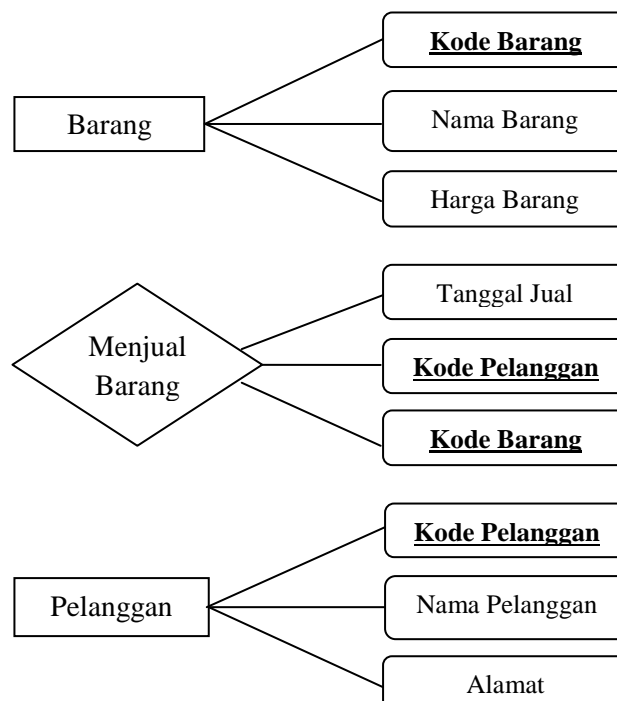 Kode Barang
Barang
Nama Barang
Harga Barang
Tanggal Jual
Menjual
Barang
Kode Pelanggan
Kode Barang
Kode Pelanggan
Pelanggan
Nama Pelanggan
Alamat